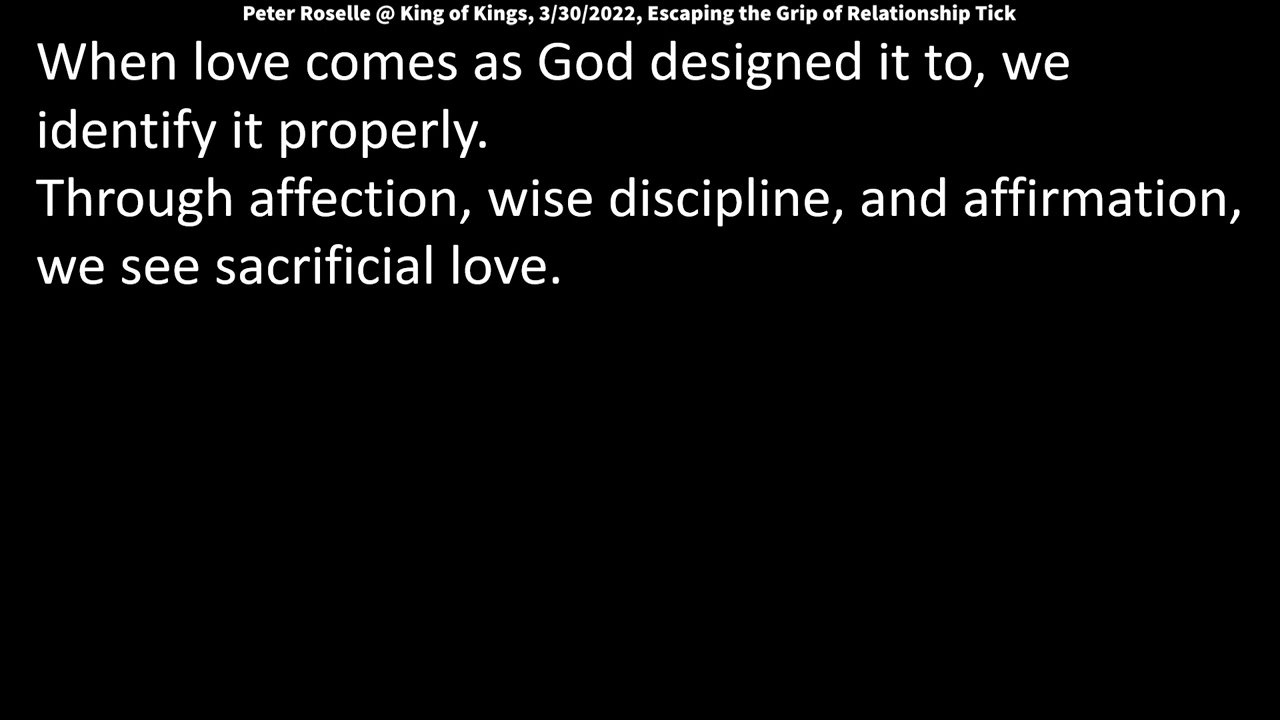 Peter Roselle @ King of Kings, 3/30/2022, Escaping the Grip of Relationship Tick
When love comes as God designed it to, we
identify it properly.
Through affection, wise discipline, and affirmation,
we see sacrificial love.